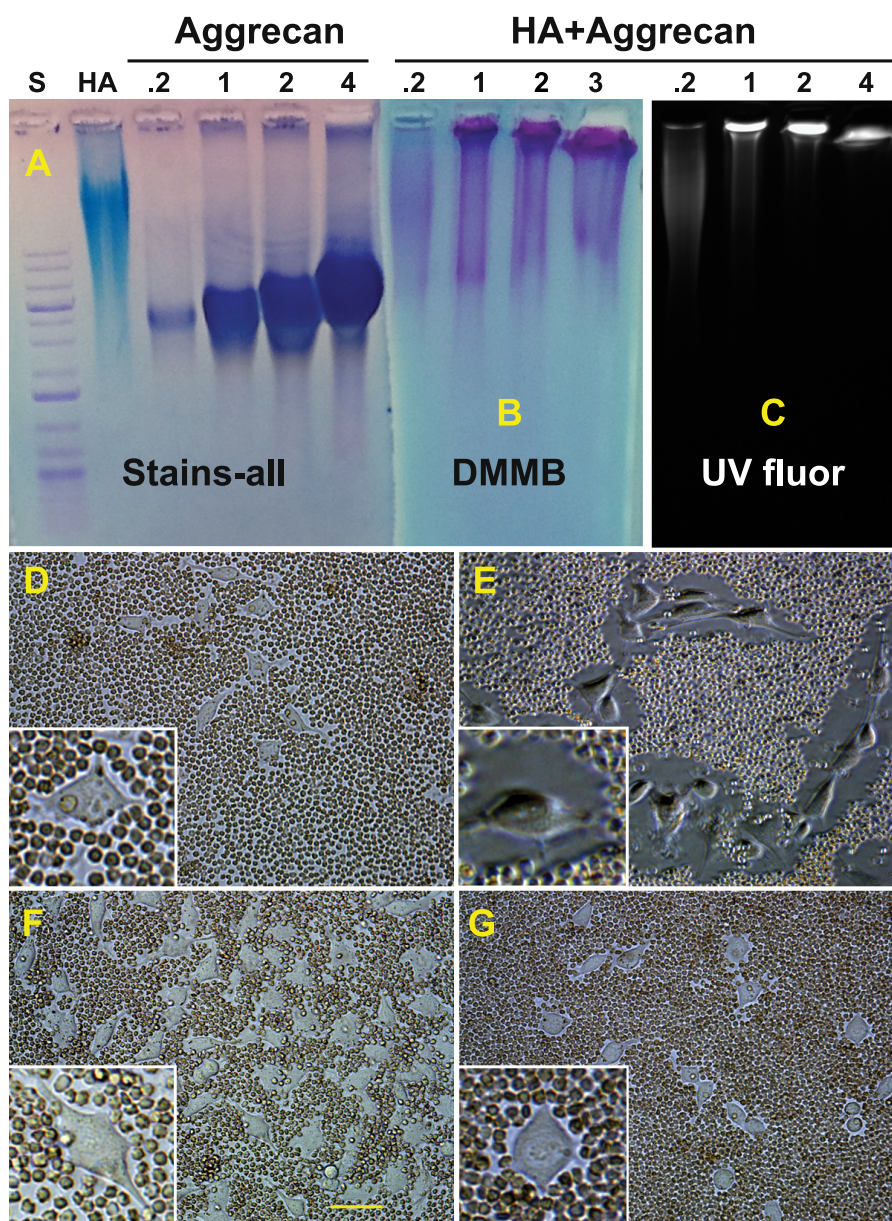 Aggrecan HA+Aggrecan
S HA .2 1 2 4 .2 1 2 3 .2 1 2 4
A
B C
Stains-all DMMB UV fluor
D E
F G